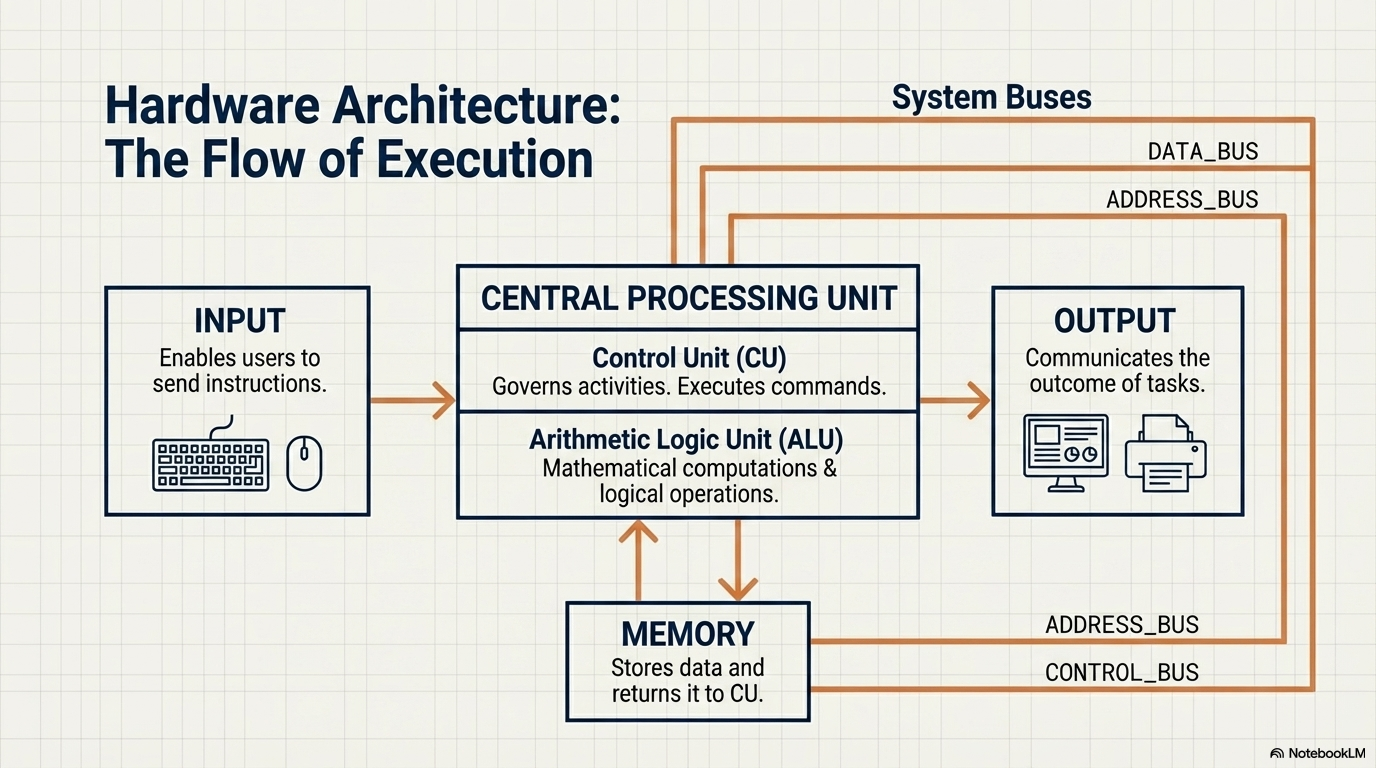 Hardware Architecture:
The Flow of Execution
System Buses
DATA_BUS
ADDRESS_BUS
INPUT
Enables users to
send instructions.
CENTRAL PROCESSING UNIT
Control Unit (CU)
Governs activities. Executes commands.
Arithmetic Logic Unit (ALU)
Mathematical computations &
logical operations.
OUTPUT
Communicates the
outcome of tasks.
MEMORY
Stores data and
returns it to CU.
ADDRESS_BUS
CONTROL_BUS
NotebookLM